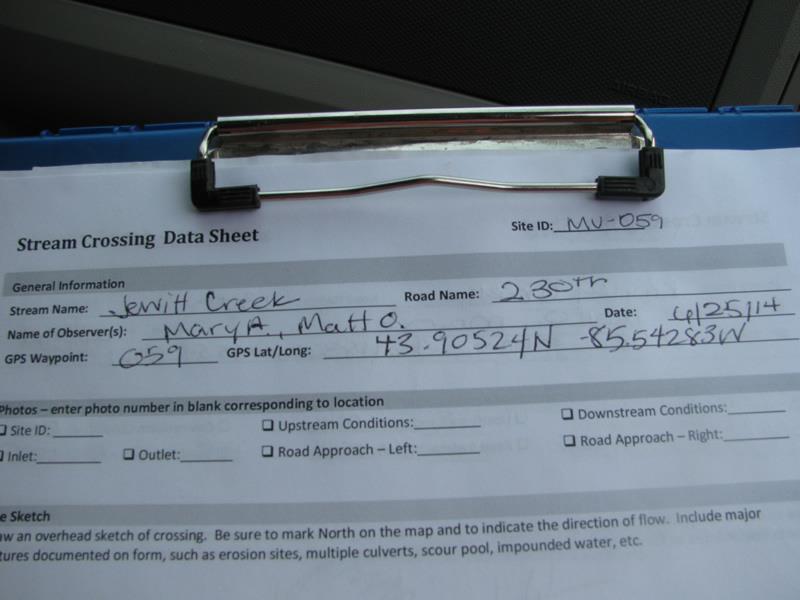 Stream Crossing Data Sheet Site ID: MU-059
General Information
Stream Name: Jewitt Creek Road Name: 230th
Name of Observer(s): Mary A, Matt O. Date: 6/25/14
GPS Waypoint: 059 GPS Lat/Long: 43.90524N -85.54283W
Photos – enter photo number in blank corresponding to location
❑ Site ID: ❑ Upstream Conditions: ❑ Downstream Conditions:
❑ Inlet: ❑ Outlet: ❑ Road Approach – Left: ❑ Road Approach – Right:
e Sketch
aw an overhead sketch of crossing. Be sure to mark North on the map and to indicate the direction of flow. Include major
tures documented on form, such as erosion sites, multiple culverts, scour pool, impounded water, etc.